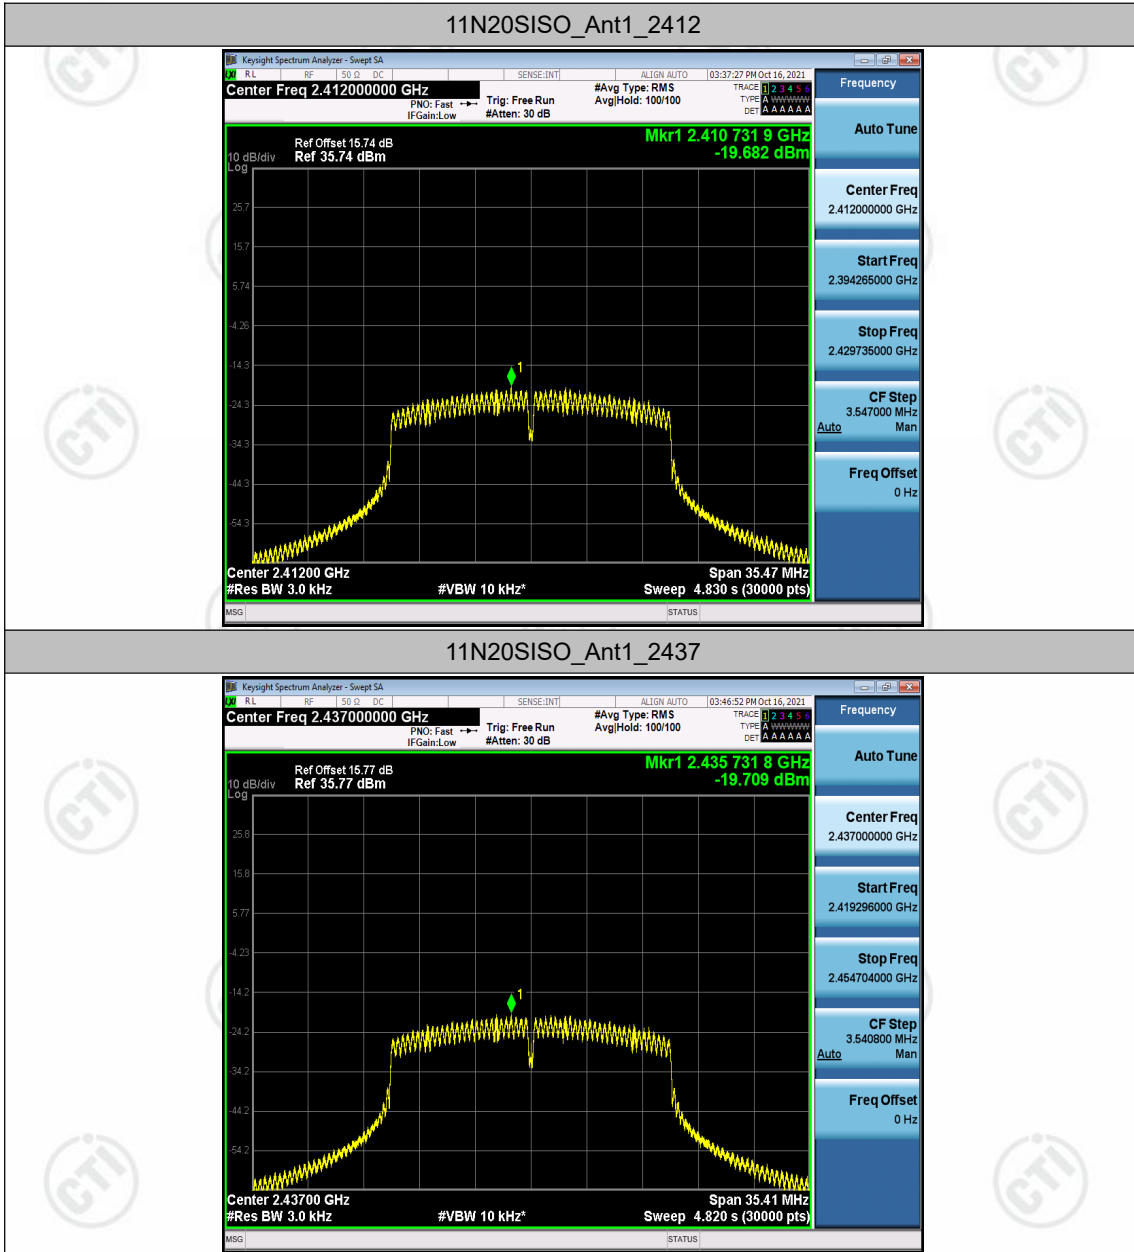 11N20SISO_Ant1_2412
Keysight Spectrum Analyzer - Swept SA
LXI RL RF 50 Ω DC SENSE:INT ALIGN AUTO 03:37:27 PM Oct 16, 2021
Center Freq 2.412000000 GHz
#Avg Type: RMS
TRACE 1 2 3 4 5 6
PNO: Fast
Trig: Free Run
Avg|Hold: 100/100
TYPE A WWWWW
IFGain:Low
#Atten: 30 dB
DET A A A A A A
Frequency
Mkr1 2.410 731 9 GHz
-19.682 dBm
Ref Offset 15.74 dB
10 dB/div Ref 35.74 dBm
Log
25.7
15.7
5.74
-4.26
-14.3
-24.3
-34.3
-44.3
-54.3
1
Center 2.41200 GHz Span 35.47 MHz
#Res BW 3.0 kHz #VBW 10 kHz* Sweep 4.830 s (30000 pts)
MSG STATUS
Auto Tune
Center Freq
2.412000000 GHz
Start Freq
2.394265000 GHz
Stop Freq
2.429735000 GHz
CF Step
3.547000 MHz
Auto Man
Freq Offset
0 Hz
11N20SISO_Ant1_2437
Keysight Spectrum Analyzer - Swept SA
LXI RL RF 50 Ω DC SENSE:INT ALIGN AUTO 03:46:52 PM Oct 16, 2021
Center Freq 2.437000000 GHz
#Avg Type: RMS
TRACE 1 2 3 4 5 6
PNO: Fast
Trig: Free Run
Avg|Hold: 100/100
TYPE A WWWWW
IFGain:Low
#Atten: 30 dB
DET A A A A A A
Frequency
Mkr1 2.435 731 8 GHz
-19.709 dBm
Ref Offset 15.77 dB
10 dB/div Ref 35.77 dBm
Log
25.8
15.8
5.77
-4.23
-14.2
-24.2
-34.2
-44.2
-54.2
1
Center 2.43700 GHz Span 35.41 MHz
#Res BW 3.0 kHz #VBW 10 kHz* Sweep 4.820 s (30000 pts)
MSG STATUS
Auto Tune
Center Freq
2.437000000 GHz
Start Freq
2.419296000 GHz
Stop Freq
2.454704000 GHz
CF Step
3.540800 MHz
Auto Man
Freq Offset
0 Hz
CTI
CTI
CTI
CTI
CTI
CTI